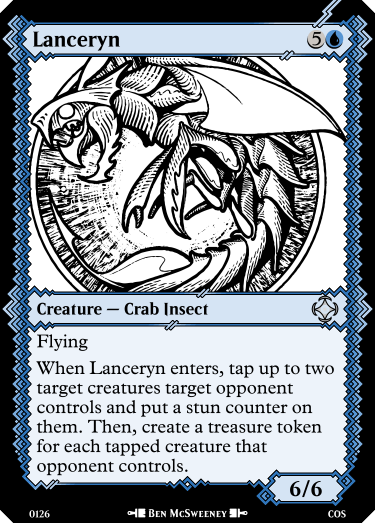 Lanceryn 5
Creature — Crab Insect
Flying
When Lanceryn enters, tap up to two
target creatures target opponent
controls and put a stun counter on
them. Then, create a treasure token
for each tapped creature that
opponent controls.
6/6
0126 Ben McSweeney COS